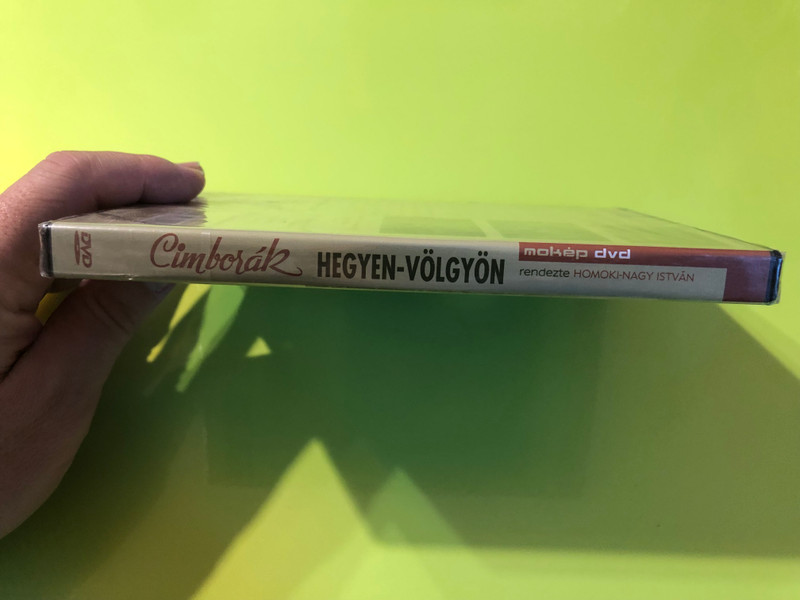 DVD
Cimborák
HEGYEN-VÖLGYÖN
mokép dvd
rendezte HOMOKI-NAGY ISTVÁN